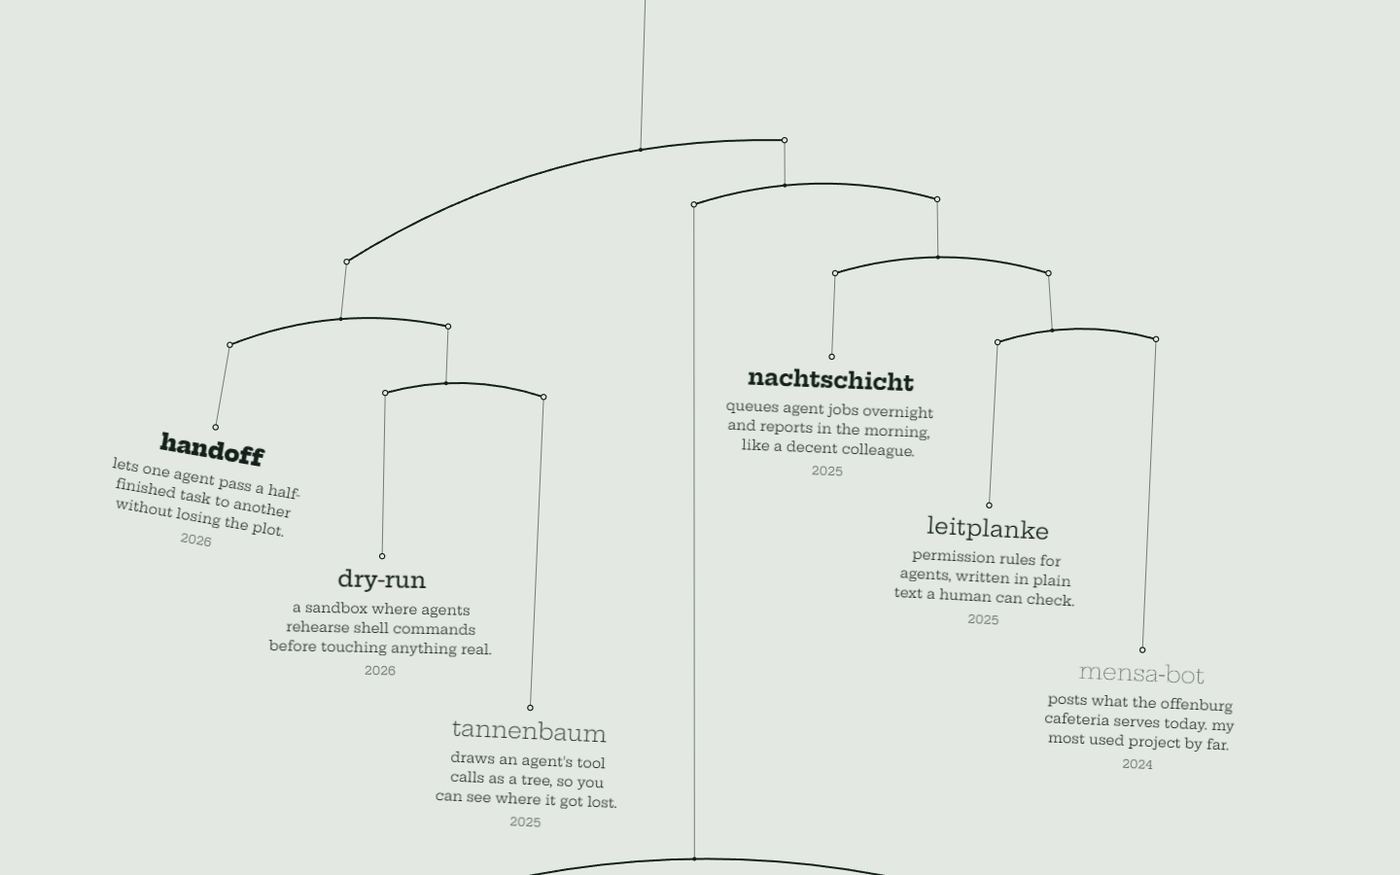 handoff
lets one agent pass a half-
finished task to another
without losing the plot.
2026
dry-run
a sandbox where agents
rehearse shell commands
before touching anything real.
2026
tannenbaum
draws an agent's tool
calls as a tree, so you
can see where it got lost.
2025
nachtschicht
queues agent jobs overnight
and reports in the morning,
like a decent colleague.
2025
leitplanke
permission rules for
agents, written in plain
text a human can check.
2025
mensa-bot
posts what the offenburg
cafeteria serves today. my
most used project by far.
2024